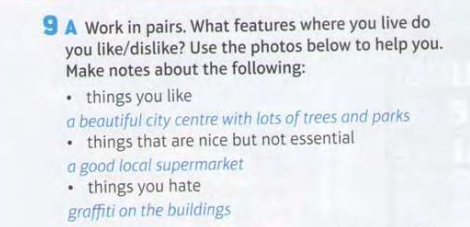 9 A Work in pairs. What features where you live do
you like/dislike? Use the photos below to help you.
Make notes about the following:
• things you like
a beautiful city centre with lots of trees and parks
• things that are nice but not essential
a good local supermarket
• things you hate
graffiti on the buildings